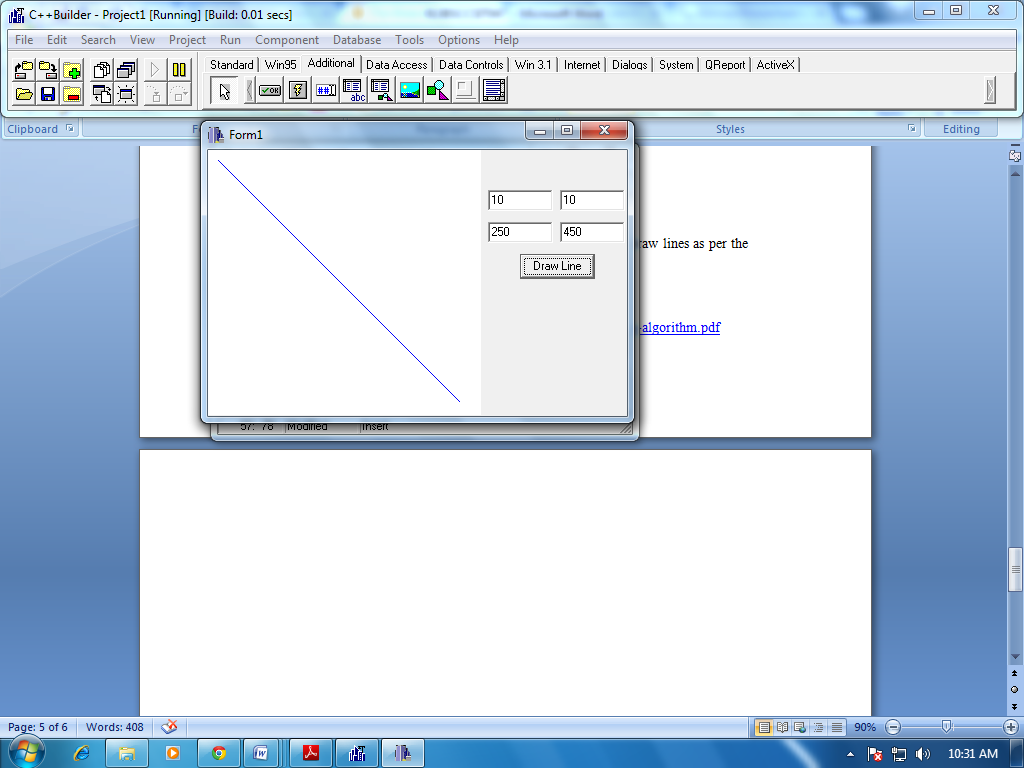 C++Builder - Project1 [Running] [Build: 0.01 secs]
File Edit Search View Project Run Component Database Tools Options Help
Standard Win95 Additional Data Access Data Controls Win 3.1 Internet Dialogs System QReport ActiveX
OK
##I
abc
Clipboard Styles Editing
Form1
10 10
250 450
raw lines as per the
Draw Line
-algorithm.pdf
57: 78 Modified Insert
Page: 5 of 6 Words: 408 90%
10:31 AM